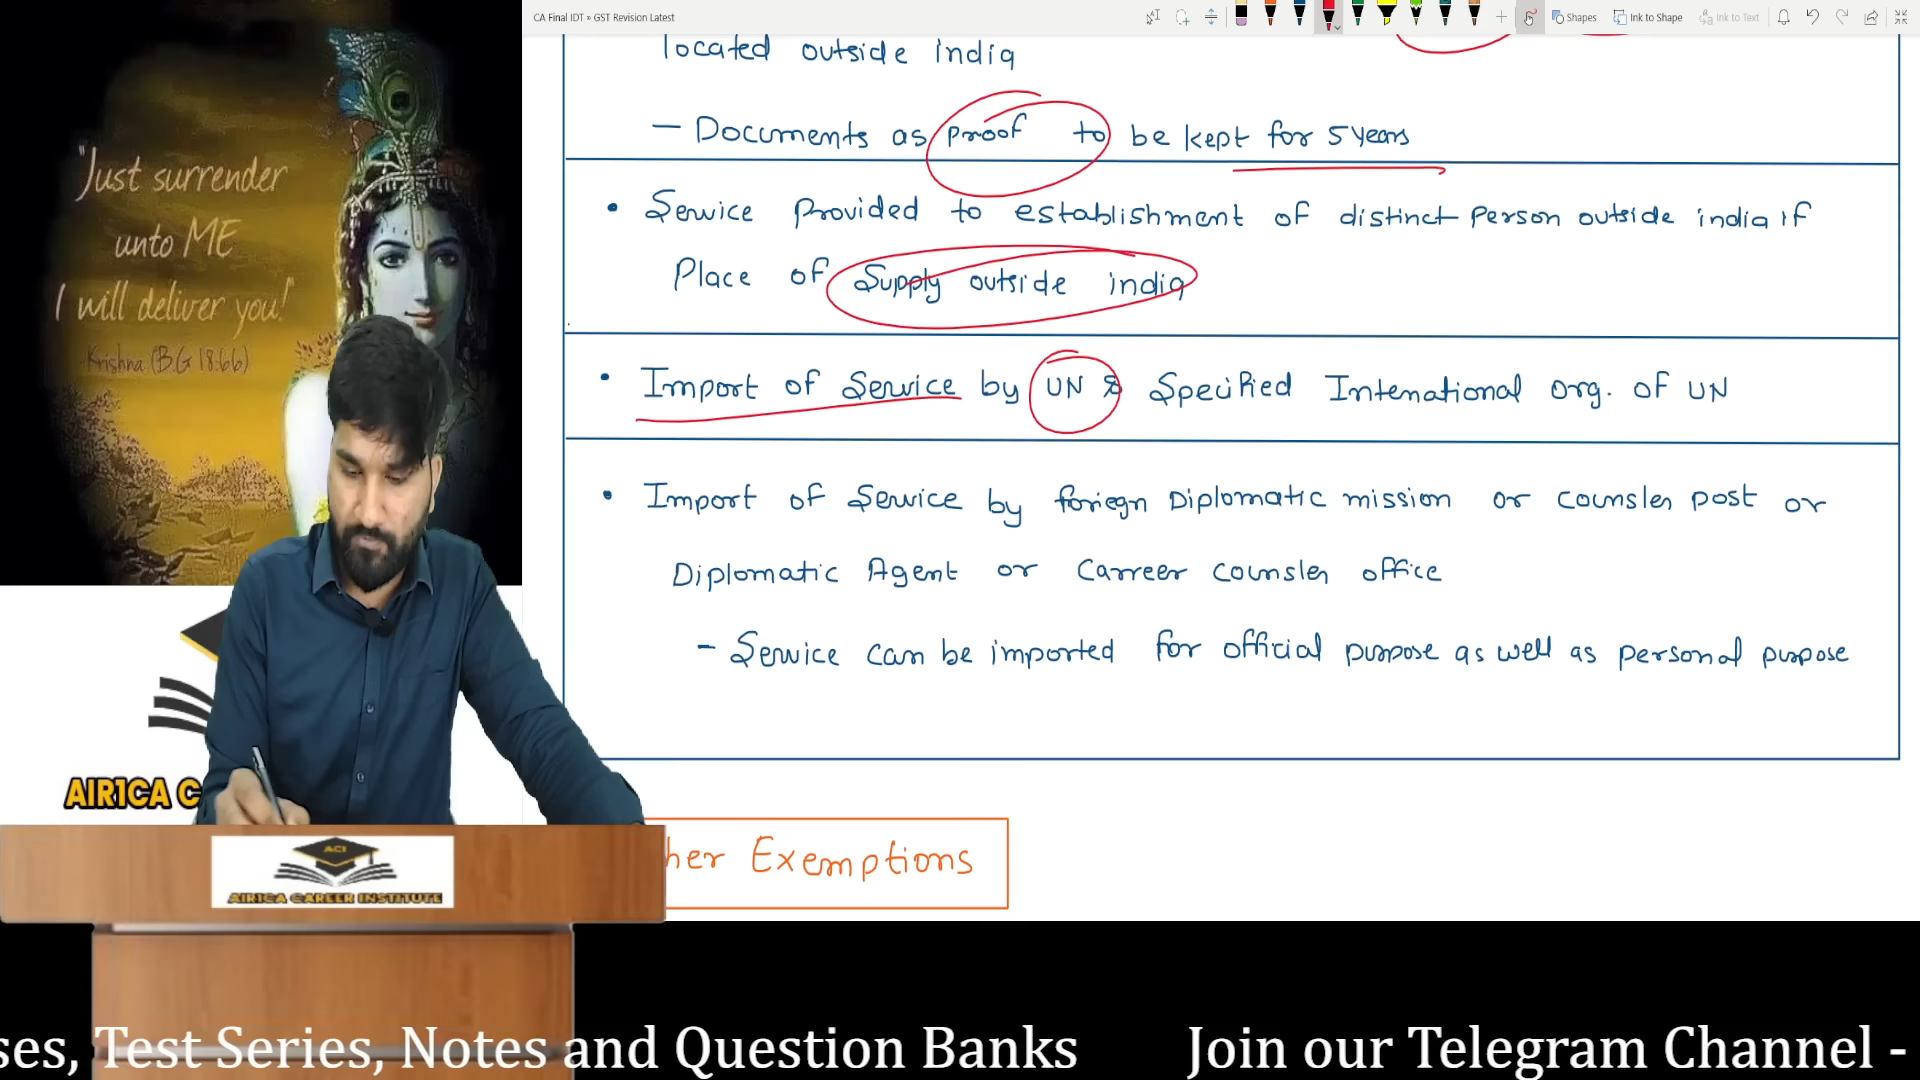 CA Final IDT » GST Revision Latest
Shapes
Ink to Shape
Ink to Text
located outside india
- Documents as proof to be kept for 5 years
• Service Provided to establishment of distinct Person outside india if
Place of Supply outside india
• Import of Service by UN & Specified Intenational org. of UN
• Import of Service by foriegn Diplomatic mission or counsler post or
Diplomatic Agent or Carreer counsler office
- Service can be imported for official purpose as well as personal purpose
her Exemptions
"Just surrender
unto ME
I will deliver you!"
Krishna (B.G 18:66)
AIR1CA C
ACI
AIR1CA CAREER INSTITUTE
ses, Test Series, Notes and Question Banks
Join our Telegram Channel -